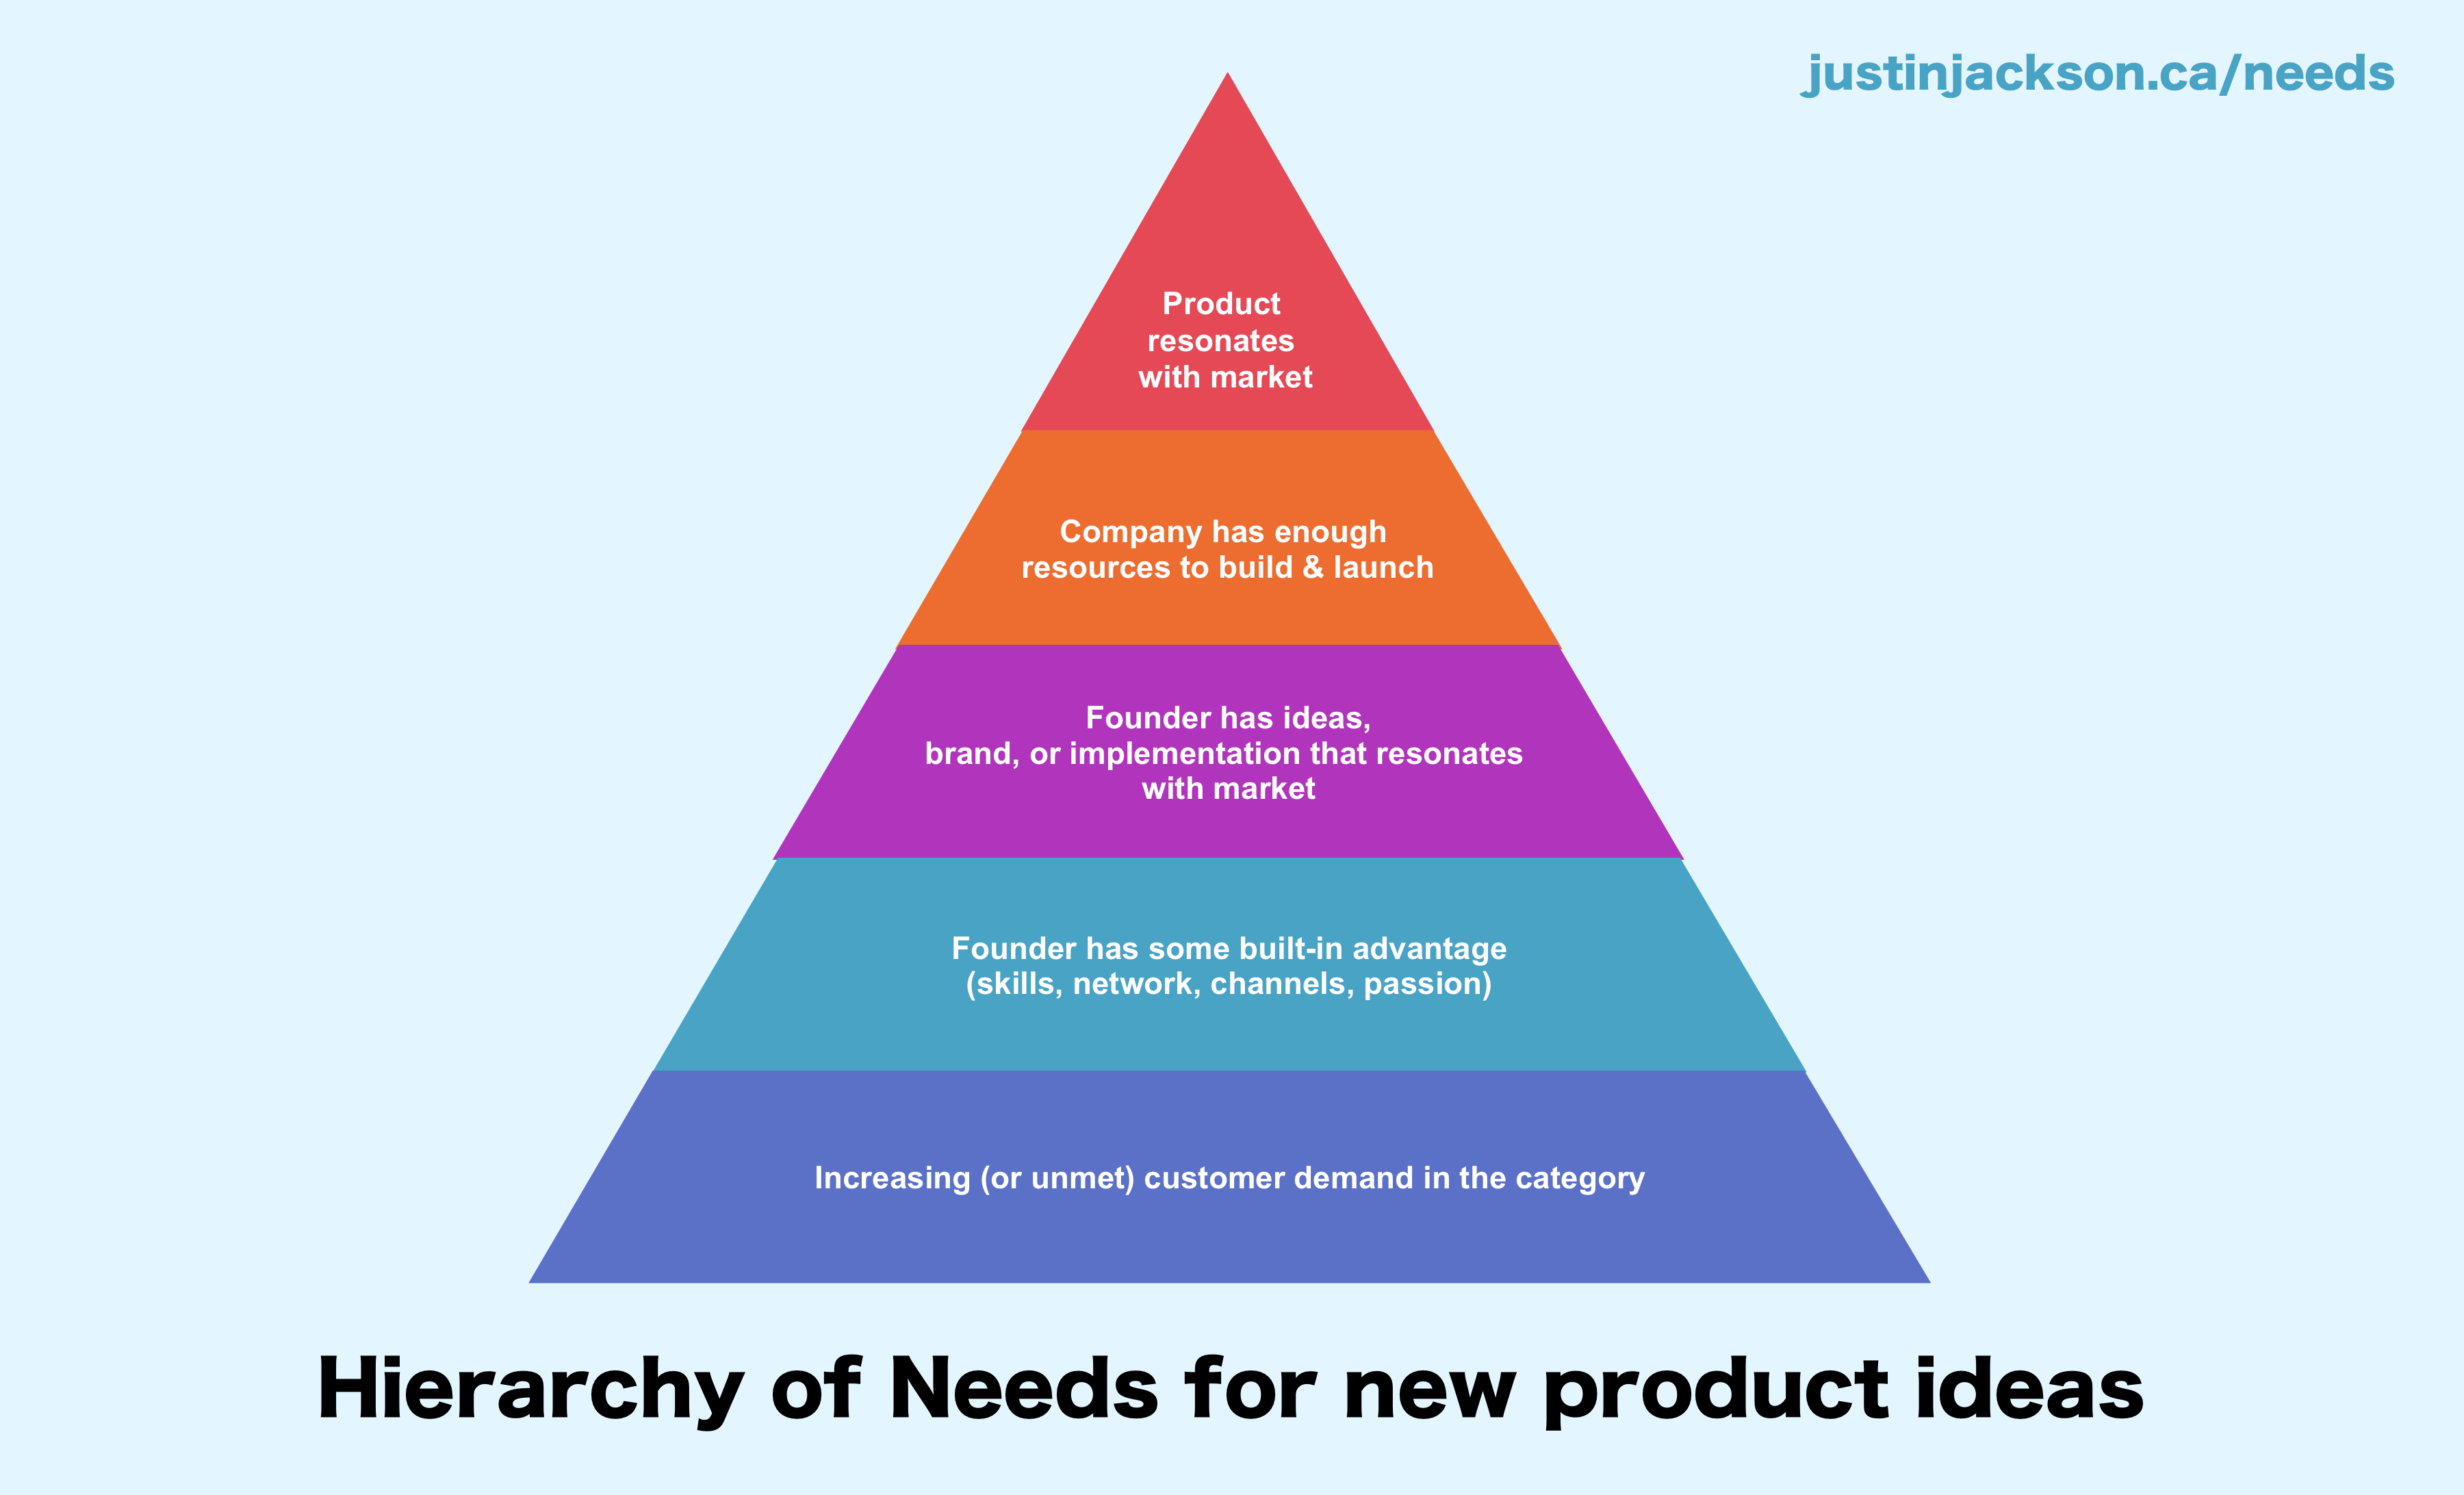 justinjackson.ca/needs
Product
resonates
with market
Company has enough
resources to build & launch
Founder has ideas,
brand, or implementation that resonates
with market
Founder has some built-in advantage
(skills, network, channels, passion)
Increasing (or unmet) customer demand in the category
Hierarchy of Needs for new product ideas